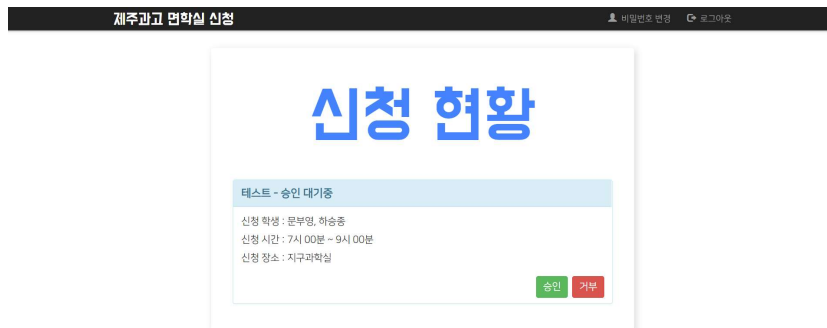 제주과고 면학실 신청
비밀번호 변경
로그아웃
신청 현황
테스트 - 승인 대기중
신청 학생 : 문부영, 하승종
신청 시간 : 7시 00분 ~ 9시 00분
신청 장소 : 지구과학실
승인
거부